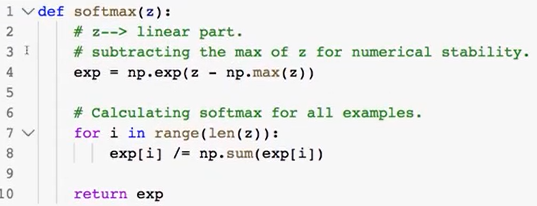 1 def softmax(z):
2 # z--> linear part.
3 # subtracting the max of z for numerical stability.
4 exp = np.exp(z - np.max(z))
5
6 # Calculating softmax for all examples.
7 for i in range(len(z)):
8 exp[i] /= np.sum(exp[i])
9
10 return exp